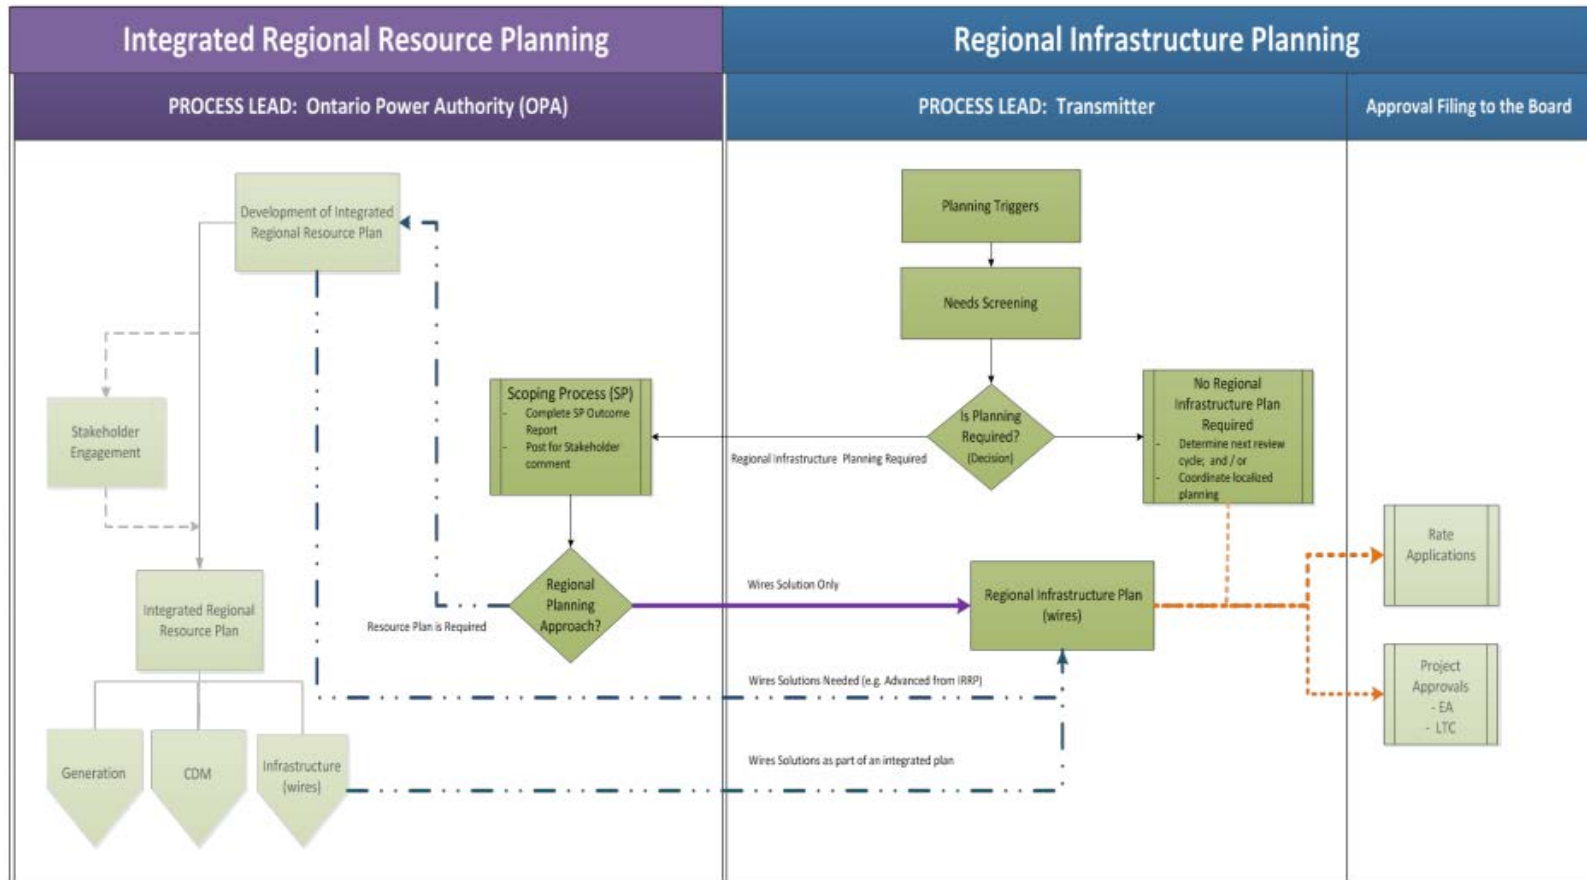 Integrated Regional Resource Planning
Regional Infrastructure Planning
PROCESS LEAD: Ontario Power Authority (OPA)
PROCESS LEAD: Transmitter
Approval Filing to the Board
Development of Integrated
Regional Resource Plan
Planning Triggers
Needs Screening
Stakeholder
Engagement
Scoping Process (SP)
- Complete SP Outcome
Report
- Post for Stakeholder
comment
Is Planning
Required?
(Decision)
Regional Infrastructure Planning Required
No Regional
Infrastructure Plan
Required
- Determine next review
cycle; and / or
- Coordinate localized
planning
Rate
Applications
Integrated Regional
Resource Plan
Regional
Planning
Approach?
Resource Plan is Required
Wires Solution Only
Regional Infrastructure Plan
(wires)
Wires Solutions Needed (e.g. Advanced from IRRP)
Project
Approvals
- EA
- LTC
Wires Solutions as part of an integrated plan
Generation
CDM
Infrastructure
(wires)